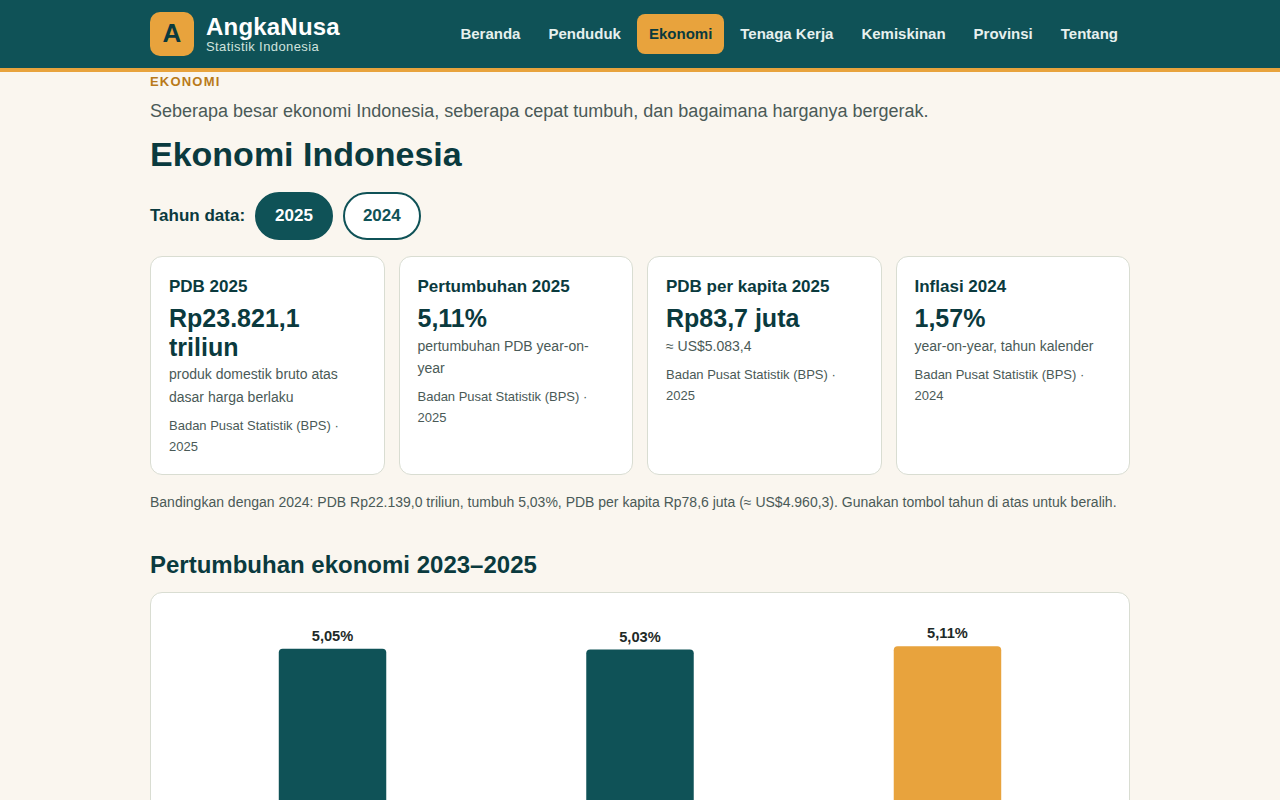 A
AngkaNusa
Statistik Indonesia
Beranda
Penduduk
Ekonomi
Tenaga Kerja
Kemiskinan
Provinsi
Tentang
EKONOMI
Seberapa besar ekonomi Indonesia, seberapa cepat tumbuh, dan bagaimana harganya bergerak.
Ekonomi Indonesia
Tahun data:
2025
2024
PDB 2025
Rp23.821,1
triliun
produk domestik bruto atas
dasar harga berlaku
Badan Pusat Statistik (BPS) ·
2025
Pertumbuhan 2025
5,11%
pertumbuhan PDB year-on-
year
Badan Pusat Statistik (BPS) ·
2025
PDB per kapita 2025
Rp83,7 juta
≈ US$5.083,4
Badan Pusat Statistik (BPS) ·
2025
Inflasi 2024
1,57%
year-on-year, tahun kalender
Badan Pusat Statistik (BPS) ·
2024
Bandingkan dengan 2024: PDB Rp22.139,0 triliun, tumbuh 5,03%, PDB per kapita Rp78,6 juta (≈ US$4.960,3). Gunakan tombol tahun di atas untuk beralih.
Pertumbuhan ekonomi 2023–2025
5,05%
5,03%
5,11%